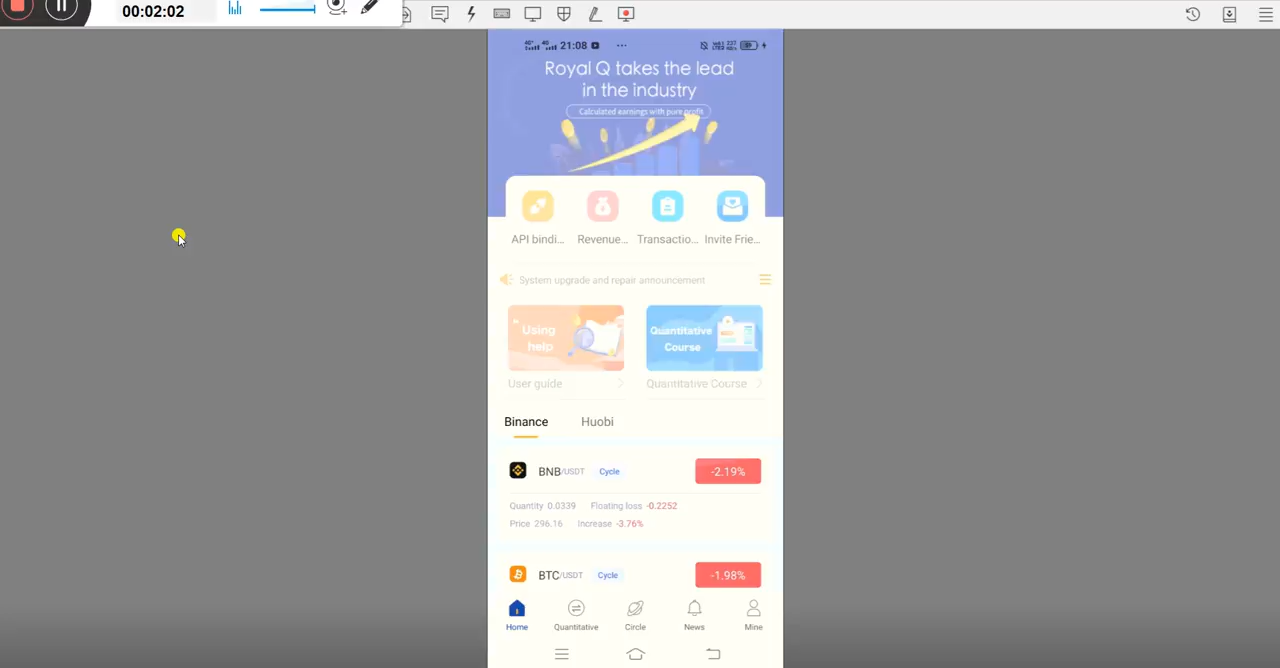 00:02:02
21:08
Royal Q takes the lead
in the industry
Calculated earnings with pure profit
API bindi... Revenue... Transactio... Invite Frie...
System upgrade and repair announcement
Using
help
Quantitative
Course
User guide
Quantitative Course
Binance Huobi
BNB/USDT Cycle -2.19%
Quantity 0.0339 Floating loss -0.2252
Price 296.16 Increase -3.76%
BTC/USDT Cycle -1.98%
Home Quantitative Circle News Mine